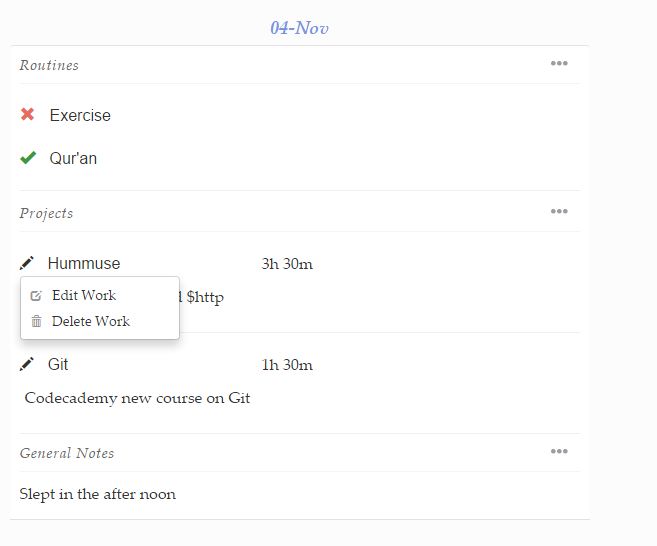 04-Nov
Routines
Exercise
Qur'an
Projects
Hummuse 3h 30m
Edit Work
$http
Delete Work
Git 1h 30m
Codecademy new course on Git
General Notes
Slept in the after noon